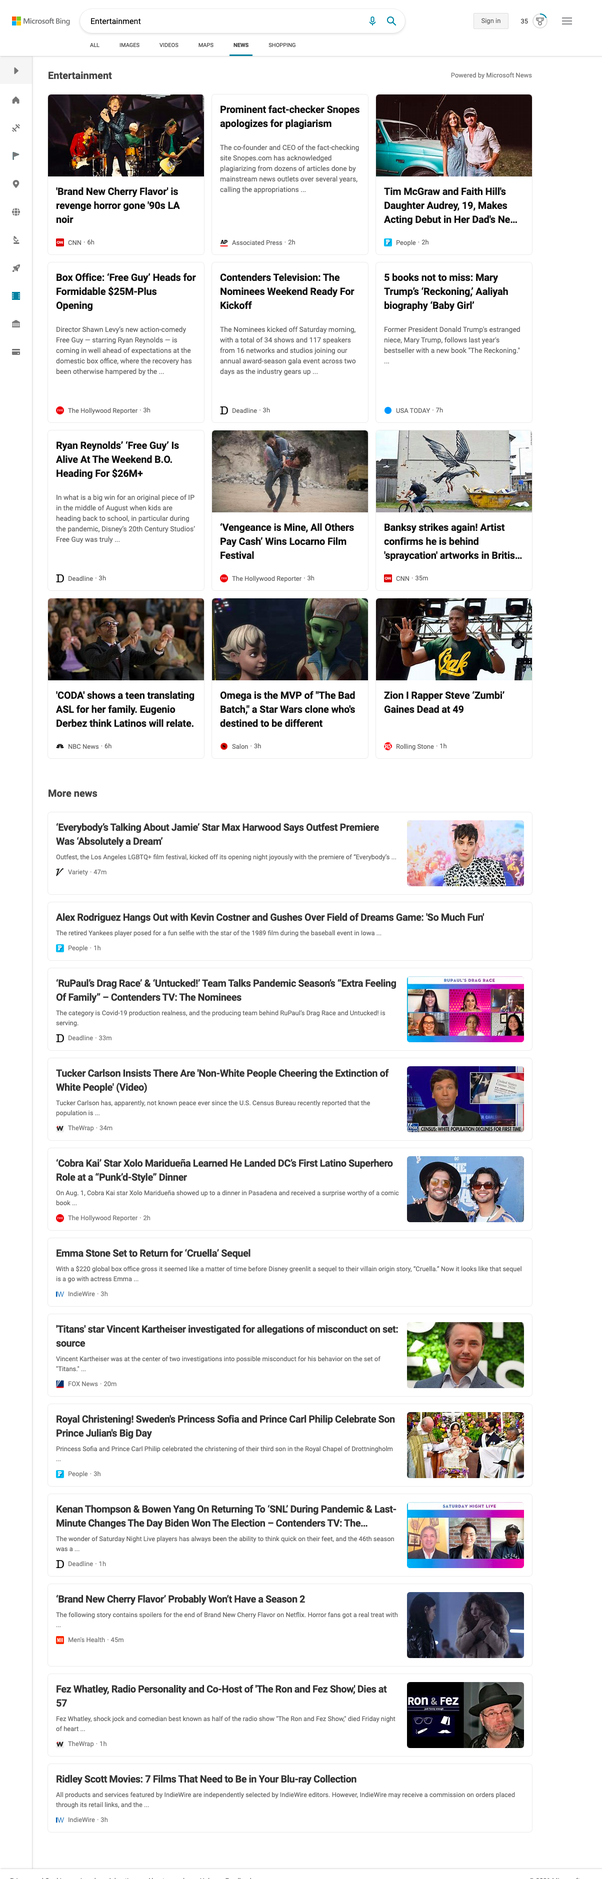 Microsoft Bing
Entertainment
Sign in
35
ALL IMAGES VIDEOS MAPS NEWS SHOPPING
Entertainment
Powered by Microsoft News
'Brand New Cherry Flavor' is
revenge horror gone '90s LA
noir
CNN · 6h
Prominent fact-checker Snopes
apologizes for plagiarism
The co-founder and CEO of the fact-checking
site Snopes.com has acknowledged
plagiarizing from dozens of articles done by
mainstream news outlets over several years,
calling the appropriations ...
AP Associated Press · 2h
Tim McGraw and Faith Hill's
Daughter Audrey, 19, Makes
Acting Debut in Her Dad's Ne...
People · 2h
Box Office: 'Free Guy' Heads for
Formidable $25M-Plus
Opening
Director Shawn Levy's new action-comedy
Free Guy — starring Ryan Reynolds — is
coming in well ahead of expectations at the
domestic box office, where the recovery has
been otherwise hampered by the ...
The Hollywood Reporter · 3h
Contenders Television: The
Nominees Weekend Ready For
Kickoff
The Nominees kicked off Saturday morning,
with a total of 34 shows and 117 speakers
from 16 networks and studios joining our
annual award-season gala event across two
days as the industry gears up ...
Deadline · 3h
5 books not to miss: Mary
Trump's 'Reckoning,' Aaliyah
biography 'Baby Girl'
Former President Donald Trump's estranged
niece, Mary Trump, follows last year's
bestseller with a new book "The Reckoning."
...
USA TODAY · 7h
Ryan Reynolds' 'Free Guy' Is
Alive At The Weekend B.O.
Heading For $26M+
In what is a big win for an original piece of IP
in the middle of August when kids are
heading back to school, in particular during
the pandemic, Disney's 20th Century Studios'
Free Guy was truly ...
Deadline · 3h
'Vengeance is Mine, All Others
Pay Cash' Wins Locarno Film
Festival
The Hollywood Reporter · 3h
Banksy strikes again! Artist
confirms he is behind
'spraycation' artworks in Britis...
CNN · 35m
'CODA' shows a teen translating
ASL for her family. Eugenio
Derbez think Latinos will relate.
NBC News · 6h
Omega is the MVP of "The Bad
Batch," a Star Wars clone who's
destined to be different
Salon · 3h
Zion I Rapper Steve 'Zumbi'
Gaines Dead at 49
Rolling Stone · 1h
More news
'Everybody's Talking About Jamie' Star Max Harwood Says Outfest Premiere
Was 'Absolutely a Dream'
Outfest, the Los Angeles LGBTQ+ film festival, kicked off its opening night joyously with the premiere of "Everybody's ...
Variety · 47m
Alex Rodriguez Hangs Out with Kevin Costner and Gushes Over Field of Dreams Game: 'So Much Fun'
The retired Yankees player posed for a fun selfie with the star of the 1989 film during the baseball event in Iowa ...
People · 1h
'RuPaul's Drag Race' & 'Untucked!' Team Talks Pandemic Season's "Extra Feeling
Of Family" – Contenders TV: The Nominees
The category is Covid-19 production realness, and the producing team behind RuPaul's Drag Race and Untucked! is
serving.
Deadline · 33m
RUPAUL'S DRAG RACE
Tucker Carlson Insists There Are 'Non-White People Cheering the Extinction of
White People' (Video)
Tucker Carlson has, apparently, not known peace ever since the U.S. Census Bureau recently reported that the
population is ...
TheWrap · 34m
CENSUS: WHITE POPULATION DECLINES FOR FIRST TIME
'Cobra Kai' Star Xolo Maridueña Learned He Landed DC's First Latino Superhero
Role at a "Punk'd-Style" Dinner
On Aug. 1, Cobra Kai star Xolo Maridueña showed up to a dinner in Pasadena and received a surprise worthy of a comic
book ...
The Hollywood Reporter · 2h
Emma Stone Set to Return for 'Cruella' Sequel
With a $220 global box office gross it seemed like a matter of time before Disney greenlit a sequel to their villain origin story, "Cruella." Now it looks like that sequel
is a go with actress Emma ...
IndieWire · 3h
'Titans' star Vincent Kartheiser investigated for allegations of misconduct on set:
source
Vincent Kartheiser was at the center of two investigations into possible misconduct for his behavior on the set of
"Titans." ...
FOX News · 20m
Royal Christening! Sweden's Princess Sofia and Prince Carl Philip Celebrate Son
Prince Julian's Big Day
Princess Sofia and Prince Carl Philip celebrated the christening of their third son in the Royal Chapel of Drottningholm
...
People · 3h
Kenan Thompson & Bowen Yang On Returning To 'SNL' During Pandemic & Last-
Minute Changes The Day Biden Won The Election – Contenders TV: The...
The wonder of Saturday Night Live players has always been the ability to think quick on their feet, and the 46th season
was a ...
Deadline · 1h
SATURDAY NIGHT LIVE
'Brand New Cherry Flavor' Probably Won't Have a Season 2
The following story contains spoilers for the end of Brand New Cherry Flavor on Netflix. Horror fans got a real treat with
...
Men's Health · 45m
Fez Whatley, Radio Personality and Co-Host of 'The Ron and Fez Show,' Dies at
57
Fez Whatley, shock jock and comedian best known as half of the radio show "The Ron and Fez Show," died Friday night
of heart ...
TheWrap · 1h
RON & FEZ
Ridley Scott Movies: 7 Films That Need to Be in Your Blu-ray Collection
All products and services featured by IndieWire are independently selected by IndieWire editors. However, IndieWire may receive a commission on orders placed
through its retail links, and the ...
IndieWire · 3h